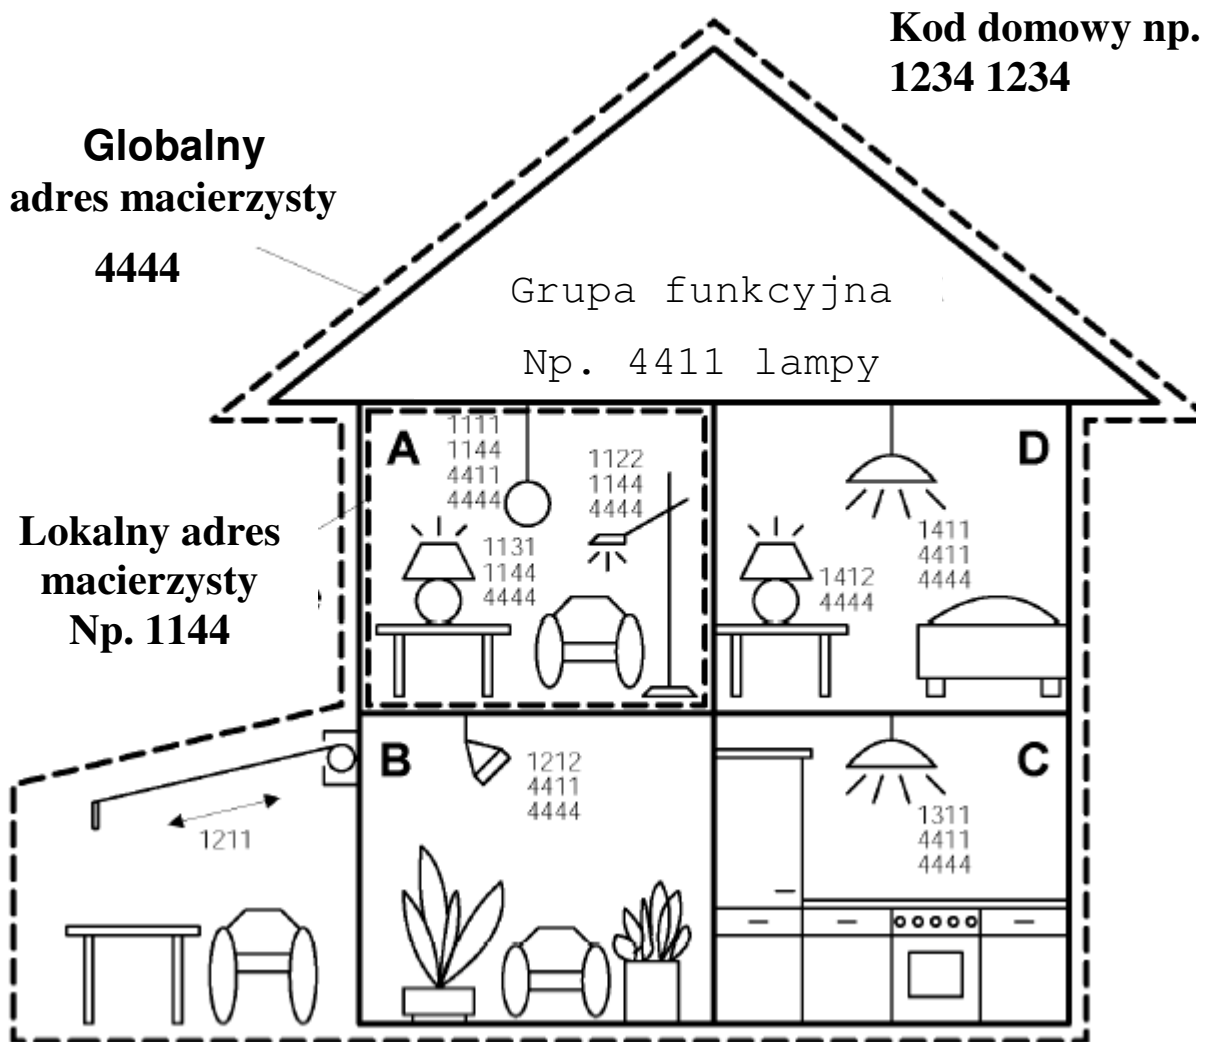 Kod domowy np.
1234 1234
Globalny
adres macierzysty
4444
Grupa funkcyjna
Np. 4411 lampy
Lokalny adres
macierzysty
Np. 1144
A
1111
1144
4411
4444
1122
1144
4444
1131
1144
4444
D
1411
4411
4444
1412
4444
B
1212
4411
4444
C
1311
4411
4444
1211